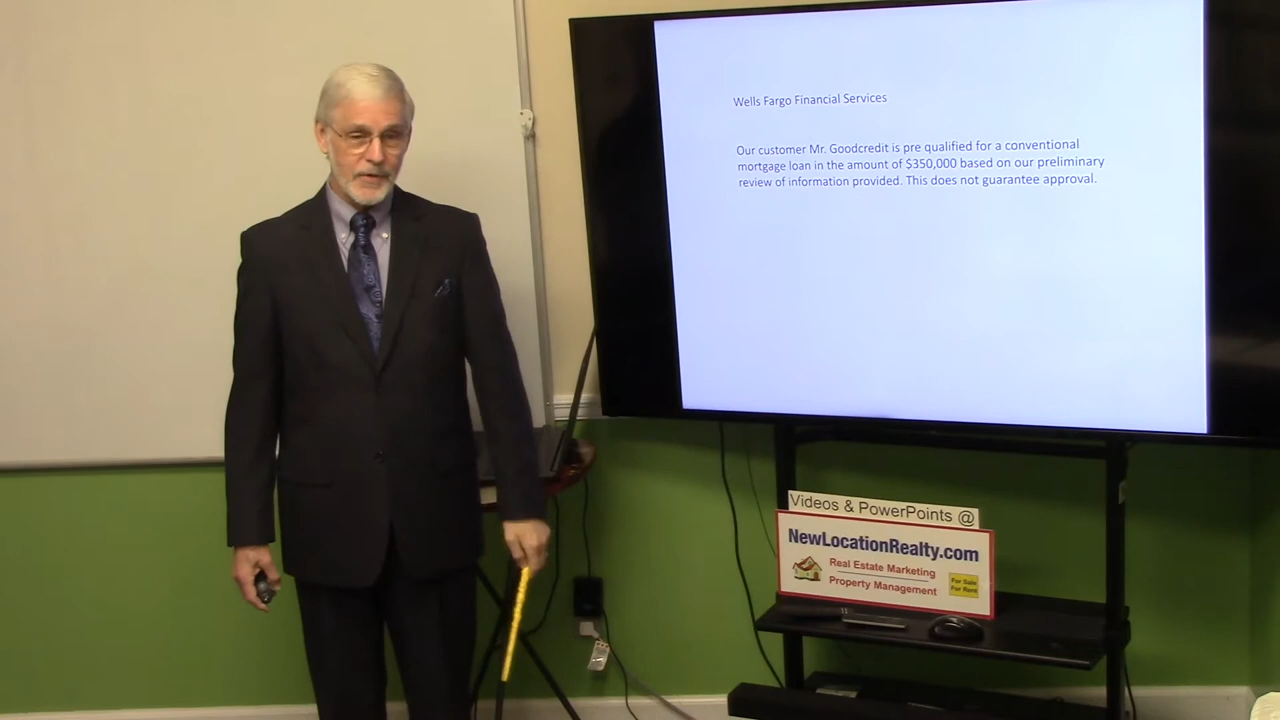 Wells Fargo Financial Services
Our customer Mr. Goodcredit is pre qualified for a conventional
mortgage loan in the amount of $350,000 based on our preliminary
review of information provided. This does not guarantee approval.
Videos & PowerPoints @
NewLocationRealty.com
Real Estate Marketing
Property Management
For Sale
For Rent